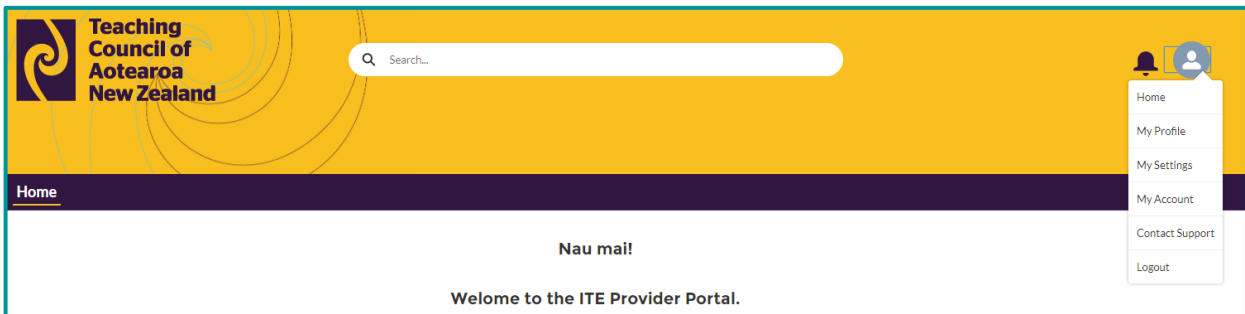 Teaching
Council of
Aotearoa
New Zealand
Search...
Home
My Profile
My Settings
My Account
Contact Support
Logout
Home
Nau mai!
Welome to the ITE Provider Portal.